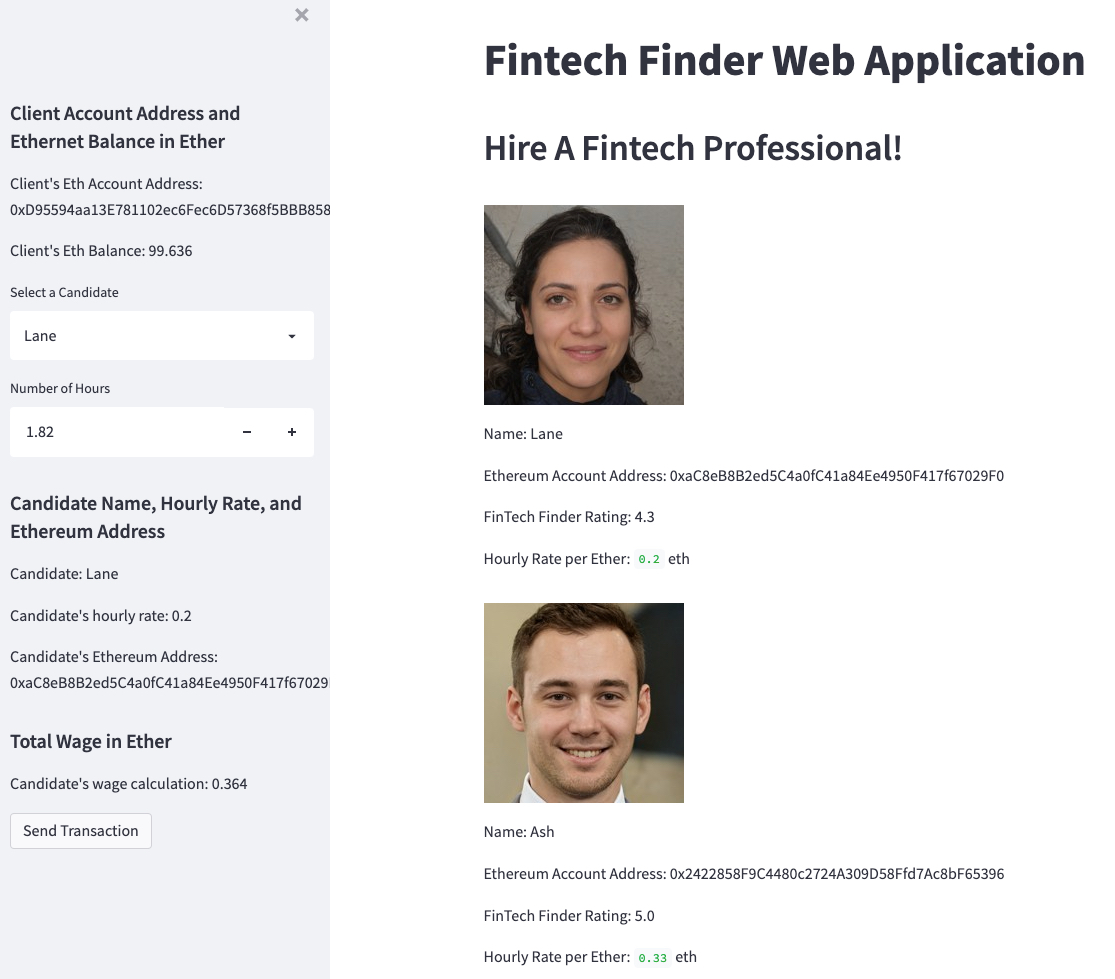 Client Account Address and
Ethernet Balance in Ether
Client's Eth Account Address:
0xD95594aa13E781102ec6Fec6D57368f5BBB858
Client's Eth Balance: 99.636
Select a Candidate
Lane
Number of Hours
1.82
Candidate Name, Hourly Rate, and
Ethereum Address
Candidate: Lane
Candidate's hourly rate: 0.2
Candidate's Ethereum Address:
0xaC8eB8B2ed5C4a0fC41a84Ee4950F417f67029
Total Wage in Ether
Candidate's wage calculation: 0.364
Send Transaction
Fintech Finder Web Application
Hire A Fintech Professional!
Name: Lane
Ethereum Account Address: 0xaC8eB8B2ed5C4a0fC41a84Ee4950F417f67029F0
FinTech Finder Rating: 4.3
Hourly Rate per Ether: 0.2 eth
Name: Ash
Ethereum Account Address: 0x2422858F9C4480c2724A309D58Ffd7Ac8bF65396
FinTech Finder Rating: 5.0
Hourly Rate per Ether: 0.33 eth